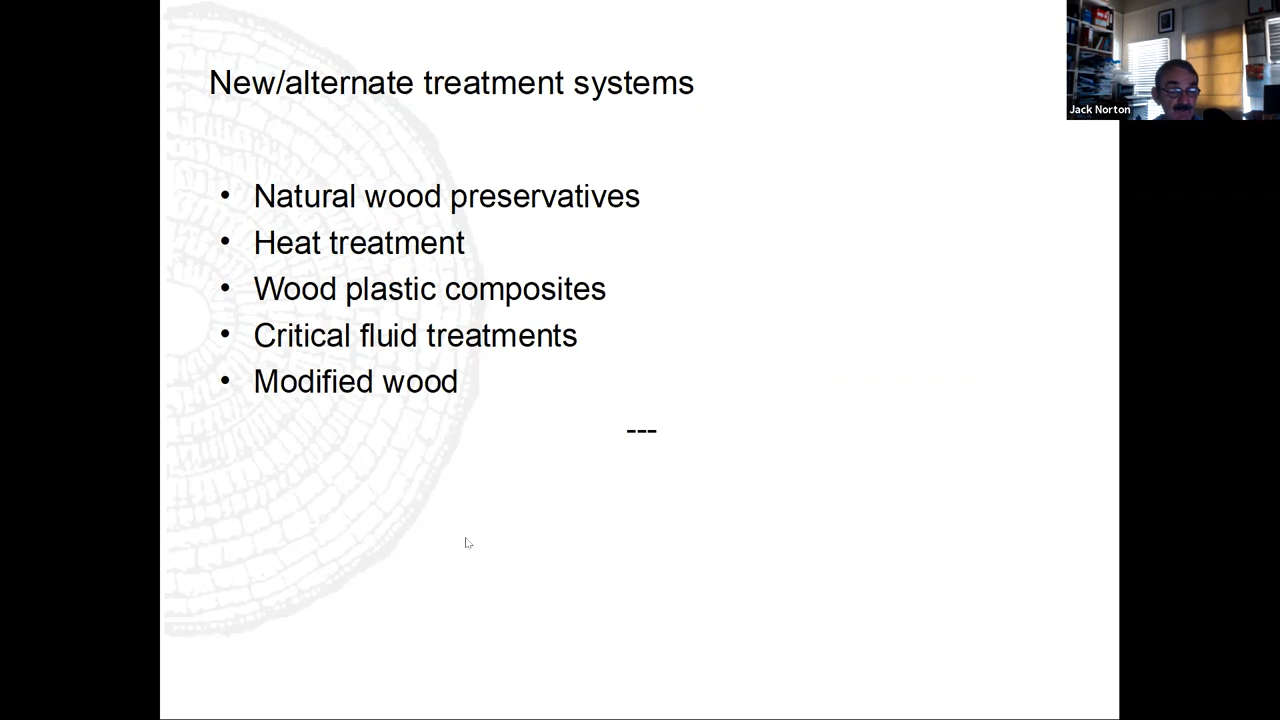 New/alternate treatment systems
Jack Norton
• Natural wood preservatives
• Heat treatment
• Wood plastic composites
• Critical fluid treatments
• Modified wood
---